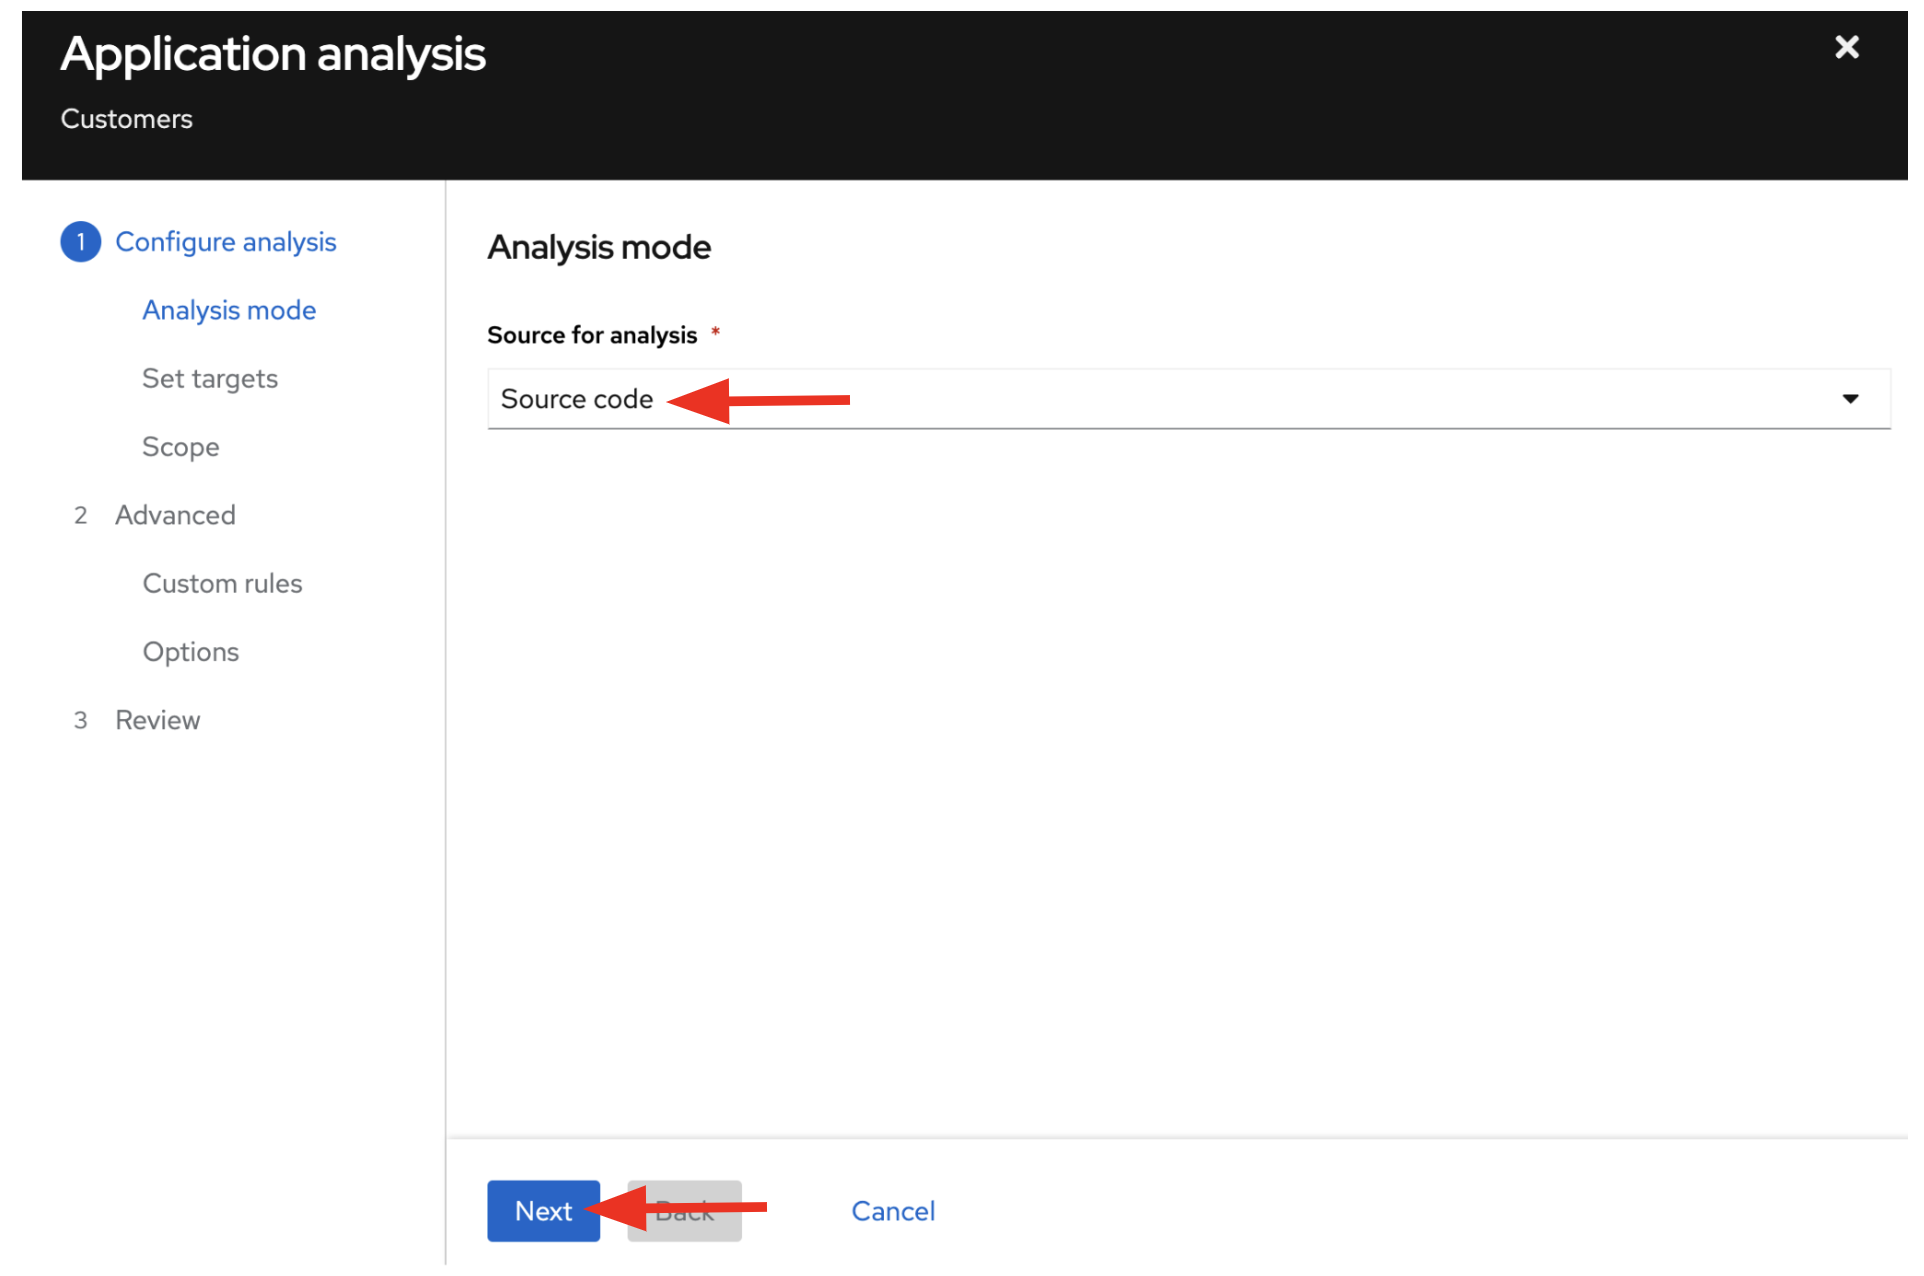 Application analysis
Customers
1 Configure analysis
Analysis mode
Set targets
Scope
2 Advanced
Custom rules
Options
3 Review
Analysis mode
Source for analysis *
Source code
Next Back Cancel